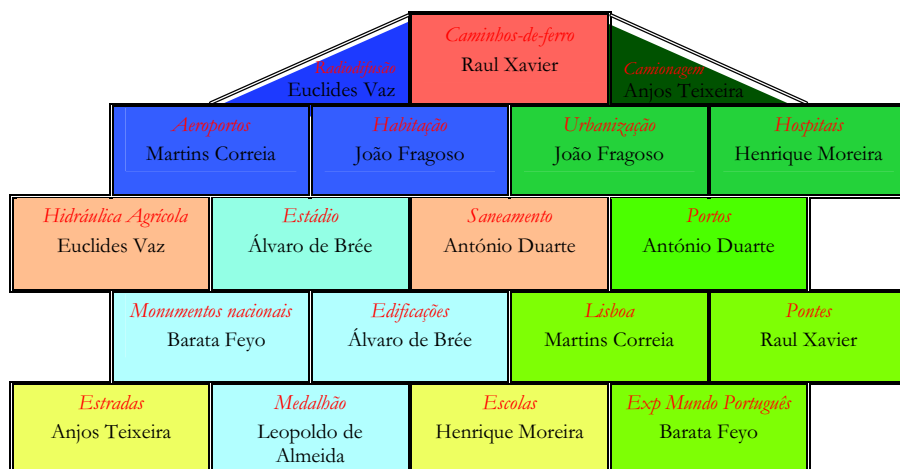 Caminhos-de-ferro
Raul Xavier
Radiodifusão
Euclides Vaz
Camionagem
Anjos Teixeira
Aeroportos
Martins Correia
Habitação
João Fragoso
Urbanização
João Fragoso
Hospitais
Henrique Moreira
Hidráulica Agrícola
Euclides Vaz
Estádio
Álvaro de Brée
Saneamento
António Duarte
Portos
António Duarte
Monumentos nacionais
Barata Feyo
Edificações
Álvaro de Brée
Lisboa
Martins Correia
Pontes
Raul Xavier
Estradas
Anjos Teixeira
Medalhão
Leopoldo de
Almeida
Escolas
Henrique Moreira
Exp Mundo Português
Barata Feyo